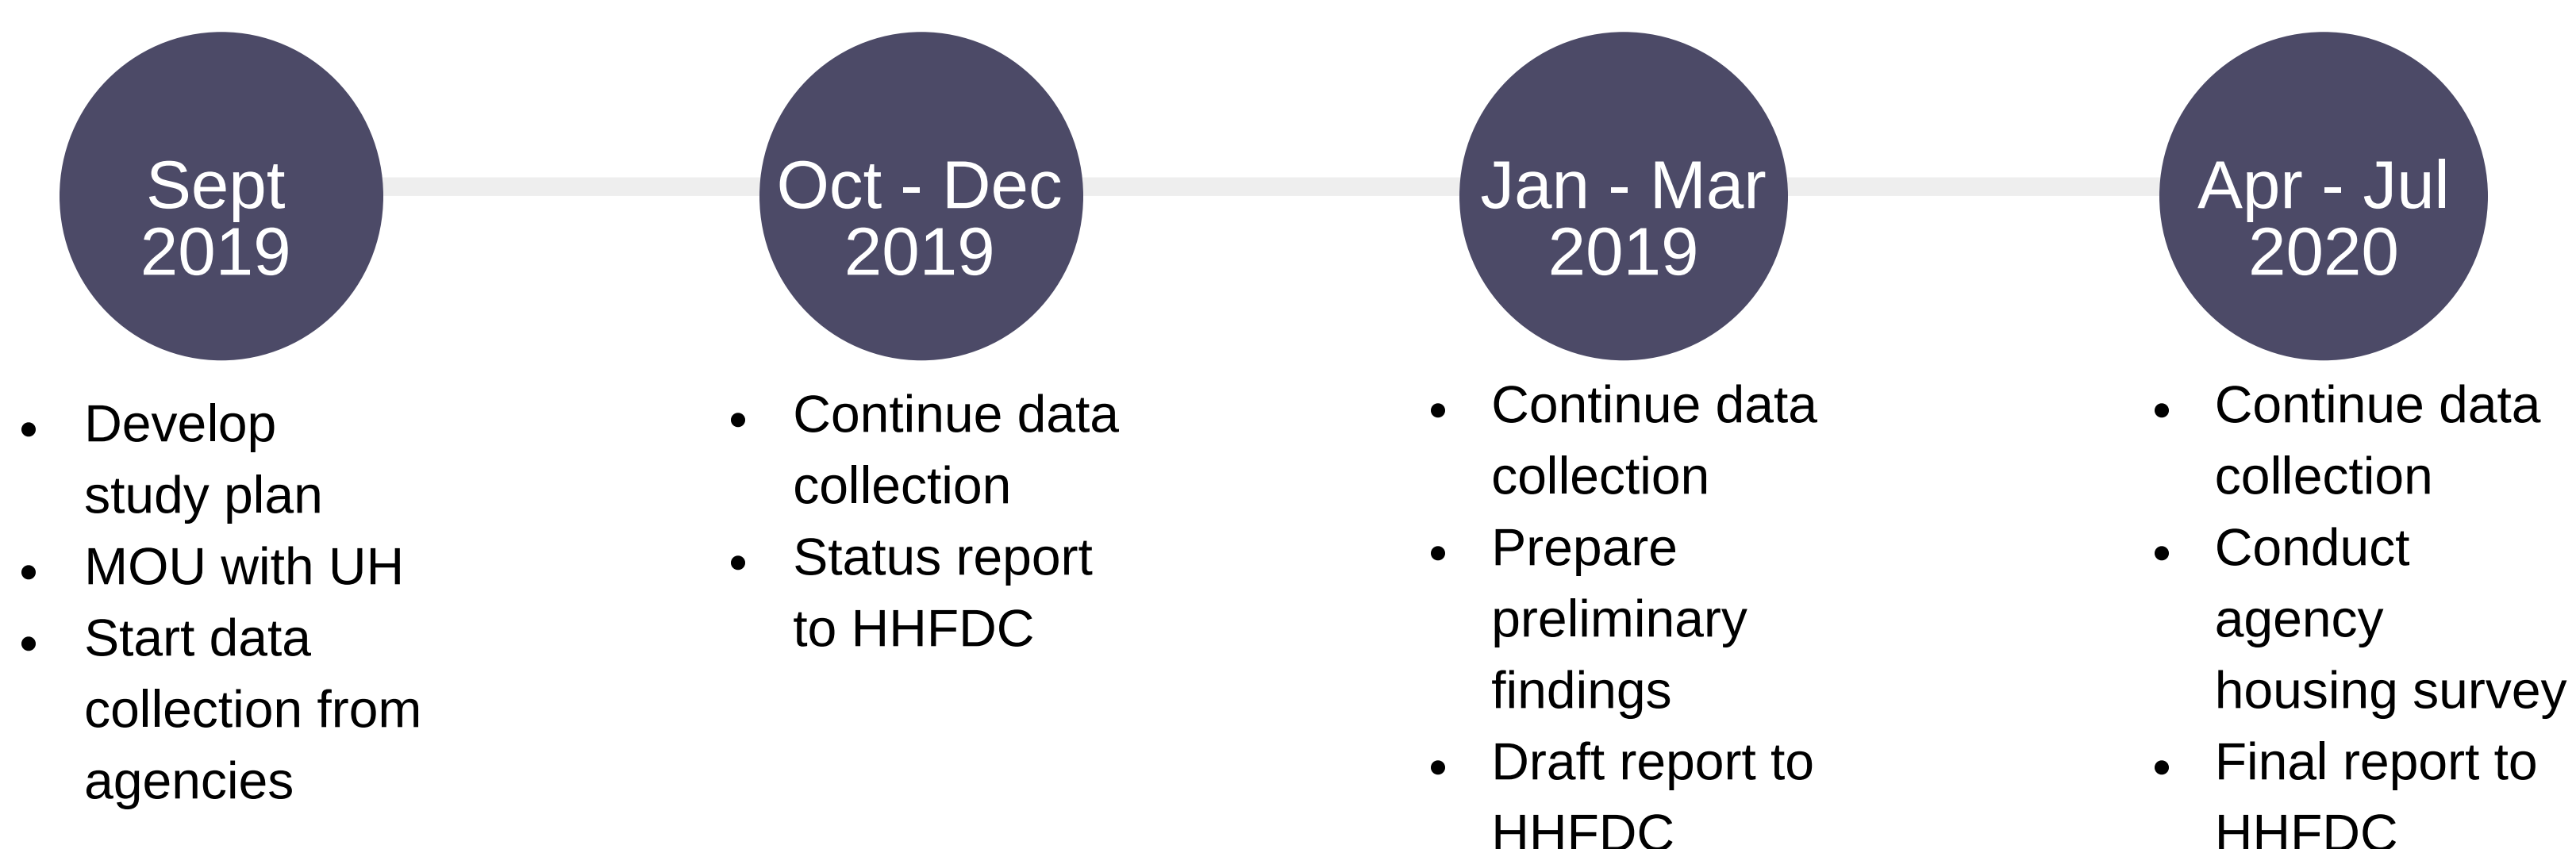 Sept
2019
Oct - Dec
2019
Jan - Mar
2019
Apr - Jul
2020
• Develop
study plan
• MOU with UH
• Start data
collection from
agencies
• Continue data
collection
• Status report
to HHFDC
• Continue data
collection
• Prepare
preliminary
findings
• Draft report to
HHFDC
• Continue data
collection
• Conduct
agency
housing survey
• Final report to
HHFDC